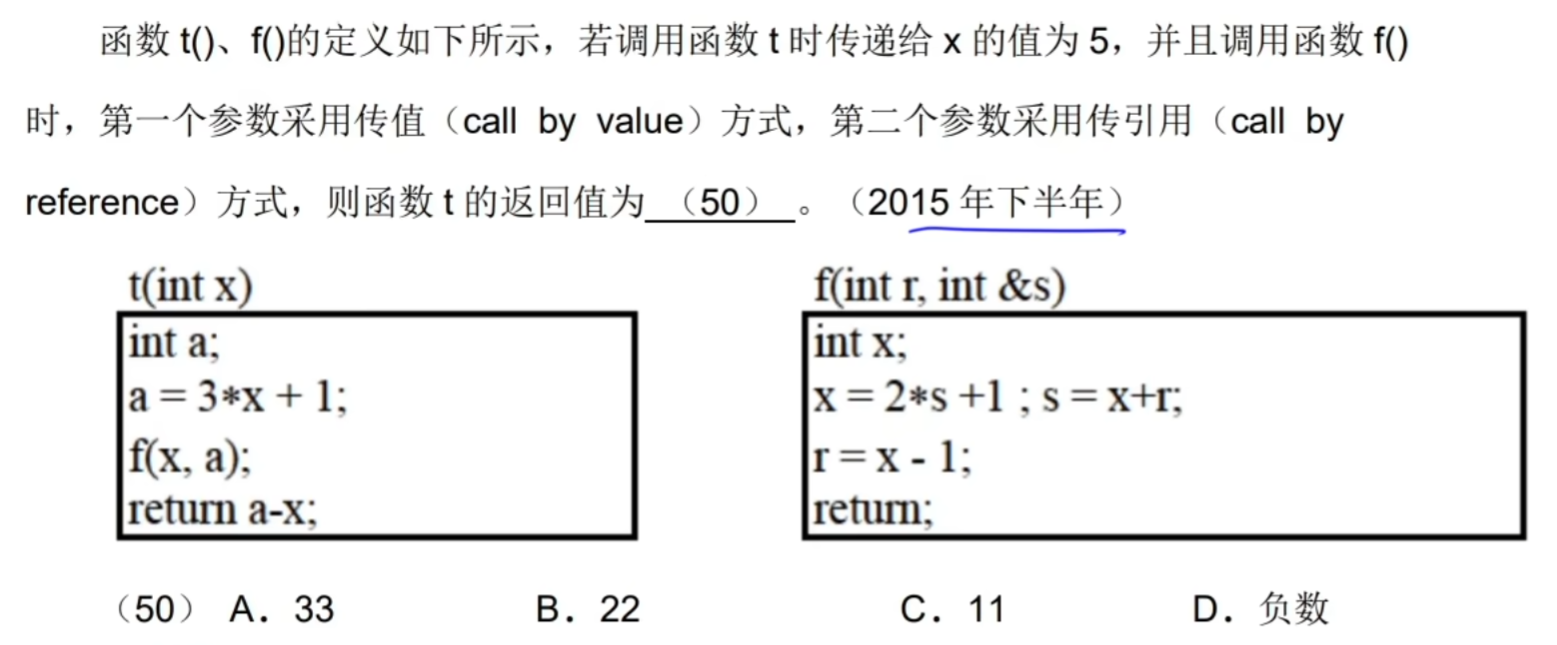 函数 t()、f()的定义如下所示，若调用函数 t 时传递给 x 的值为 5，并且调用函数 f()
时，第一个参数采用传值（call by value）方式，第二个参数采用传引用（call by
reference）方式，则函数 t 的返回值为 （50） 。（2015 年下半年）
t(int x)
int a;
a = 3*x + 1;
f(x, a);
return a-x;
f(int r, int &s)
int x;
x = 2*s +1 ; s = x+r;
r = x - 1;
return;
（50） A．33 B．22 C．11 D．负数